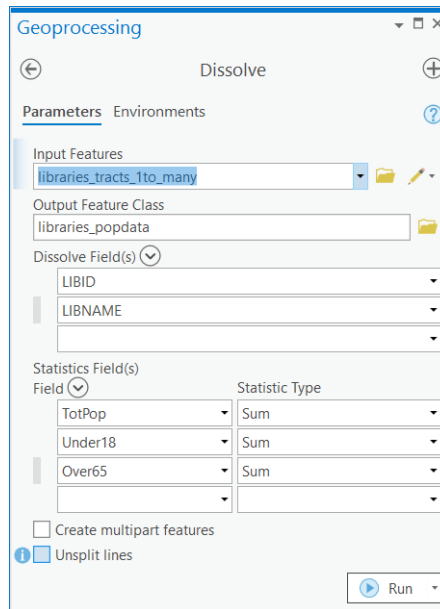 Geoprocessing
Dissolve
Parameters Environments
Input Features
libraries_tracts_1to_many
Output Feature Class
libraries_popdata
Dissolve Field(s)
LIBID
LIBNAME
Statistics Field(s)
Field Statistic Type
TotPop Sum
Under18 Sum
Over65 Sum
Create multipart features
Unsplit lines
Run